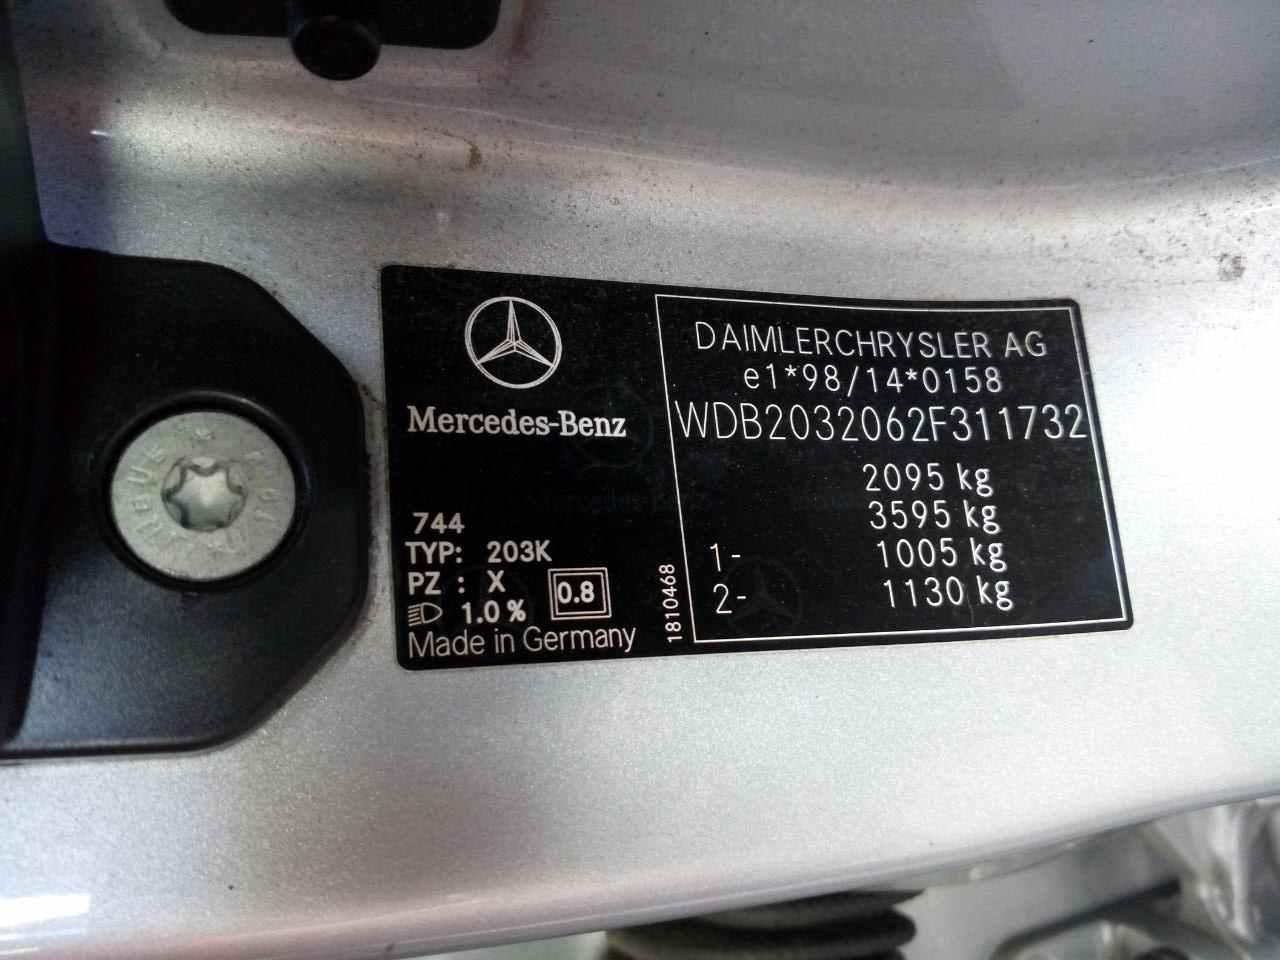 Mercedes-Benz
744
TYP: 203K
PZ : X
0.8
1.0 %
Made in Germany
1810468
DAIMLERCHRYSLER AG
e1*98/14*0158
WDB2032062F311732
2095 kg
3595 kg
1- 1005 kg
2- 1130 kg